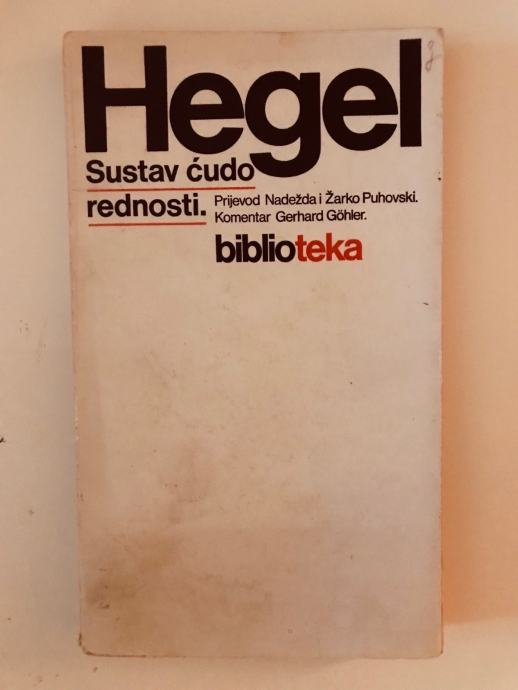 Hegel
Sustav ćudo
rednosti.
Prijevod Nadežda i Žarko Puhovski.
Komentar Gerhard Göhler.
biblioteka